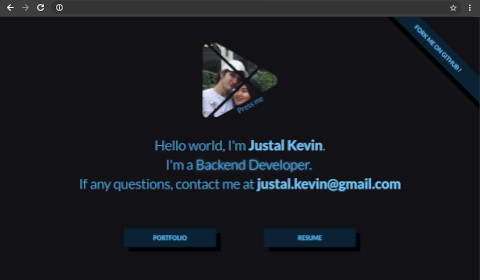 FORK ME ON GITHUB!
Press me
Hello world, I'm Justal Kevin.
I'm a Backend Developer.
If any questions, contact me at justal.kevin@gmail.com
PORTFOLIO
RESUME